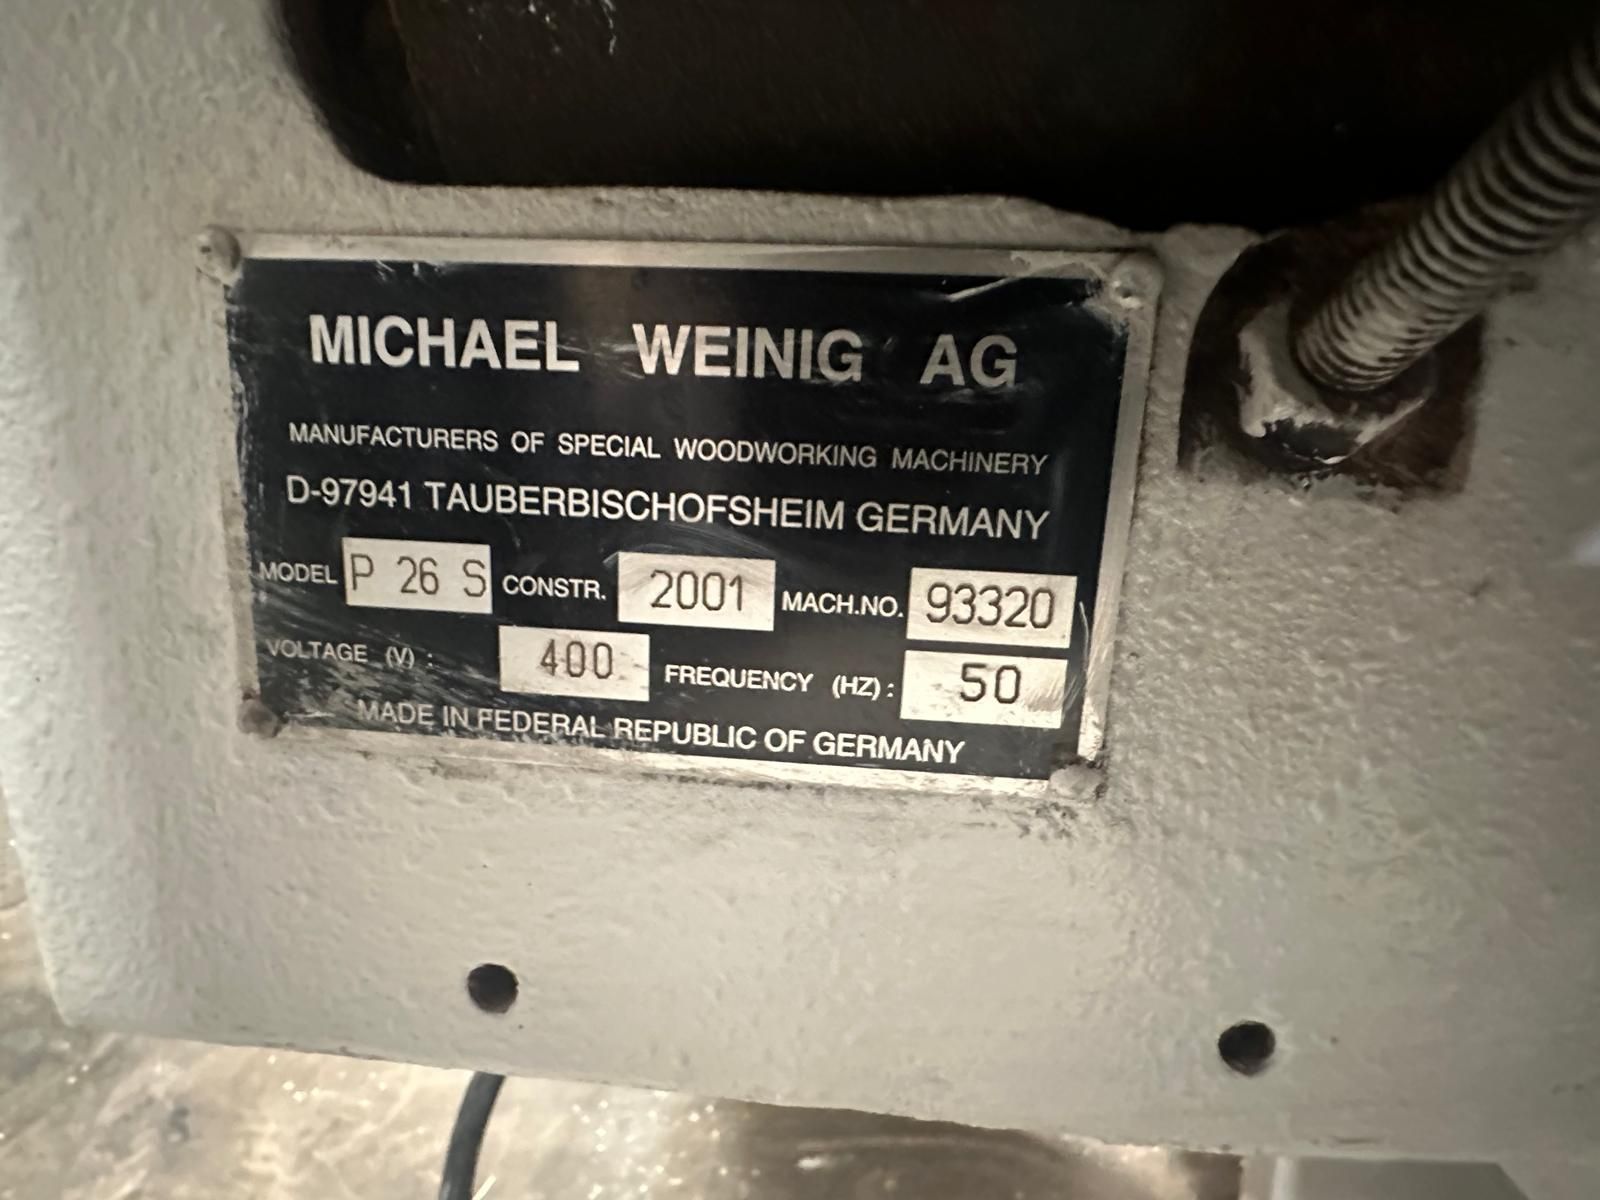 MICHAEL WEINIG AG
MANUFACTURERS OF SPECIAL WOODWORKING MACHINERY
D-97941 TAUBERBISCHOFSHEIM GERMANY
MODEL P 26 S CONSTR. 2001 MACH.NO. 93320
VOLTAGE (V) : 400 FREQUENCY (HZ) : 50
MADE IN FEDERAL REPUBLIC OF GERMANY